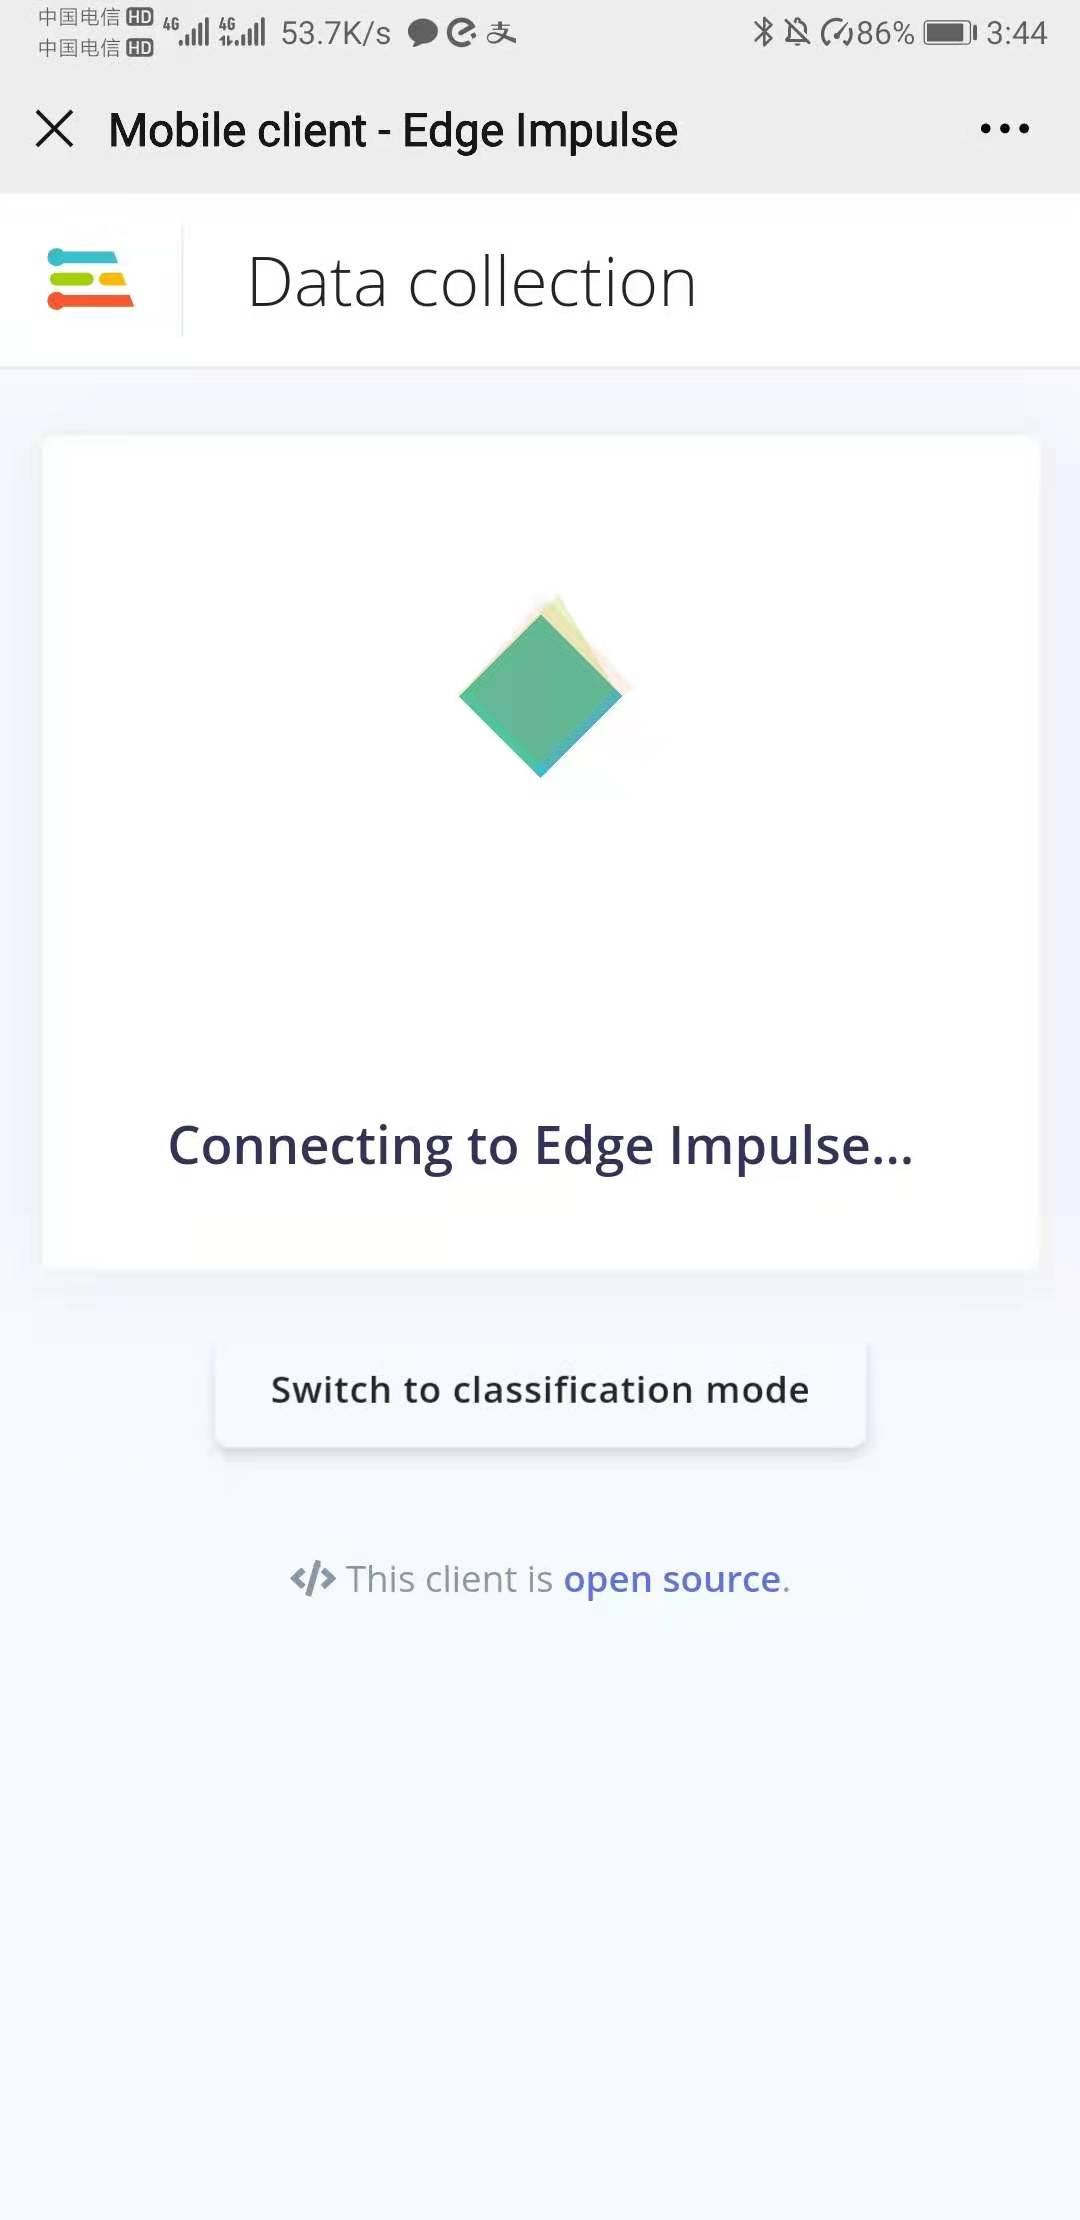 中国电信 HD 4G 4G 53.7K/s 86% 3:44
中国电信 HD
Mobile client - Edge Impulse
Data collection
Connecting to Edge Impulse...
Switch to classification mode
</> This client is open source.